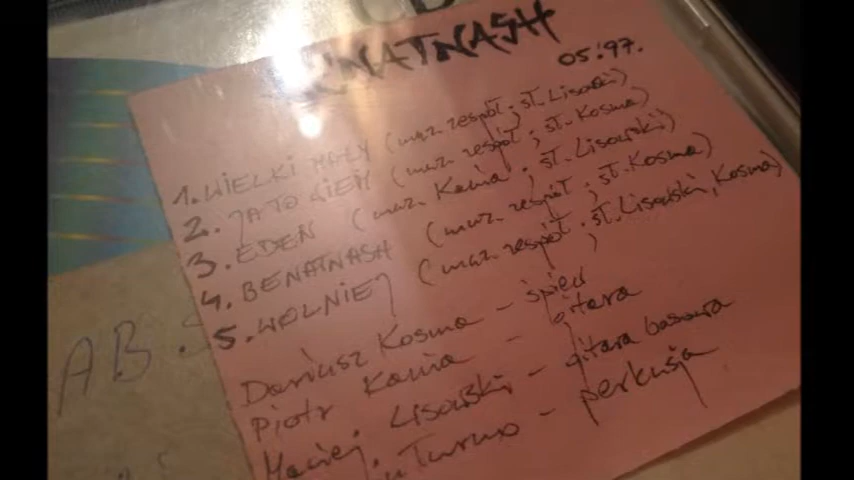 CD
BENATNASH
05.'97.
1. WIELKI MAŁY (muz. zespół; sł. Lisowski)
2. JA TO WIEM (muz. zespół; sł. Kosma)
3. EDEN (muz. Kania; sł. Lisowski)
4. BENATNASH (muz. zespół; sł. Kosma)
5. WOLNIEJ (muz. zespół; sł. Lisowski, Kosma)
Dariusz Kosma - śpiew
Piotr Kania - gitara
Maciej Lisowski - gitara basowa
- perkusja
AB